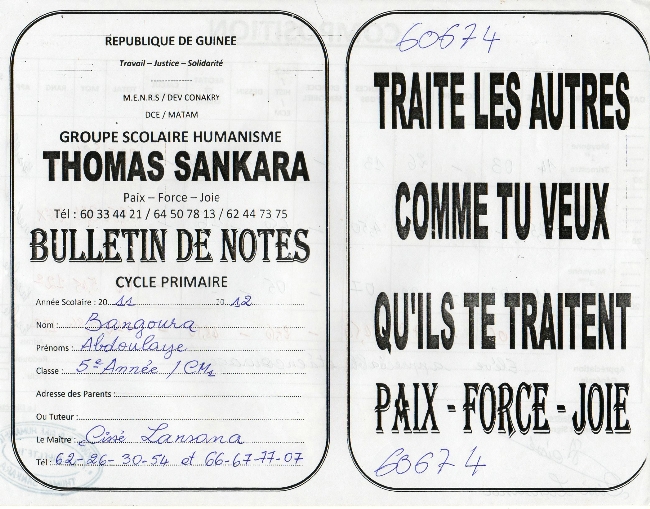 REPUBLIQUE DE GUINEE
Travail – Justice – Solidarité
M.E.N.R.S / DEV CONAKRY
DCE / MATAM
GROUPE SCOLAIRE HUMANISME
THOMAS SANKARA
Paix – Force – Joie
Tél : 60 33 44 21 / 64 50 78 13 / 62 44 73 75
BULLETIN DE NOTES
CYCLE PRIMAIRE
Année Scolaire : 20 11 20 12
Nom : Bangoura
Prénoms : Abdoulaye
Classe : 5e Année / CM1
Adresse des Parents :
Ou Tuteur :
Le Maître : Cissé Lansana
Tél : 62-26-30-54 et 66-67-77-07
60674
TRAITE LES AUTRES
COMME TU VEUX
QU'ILS TE TRAITENT
PAIX - FORCE - JOIE
60674